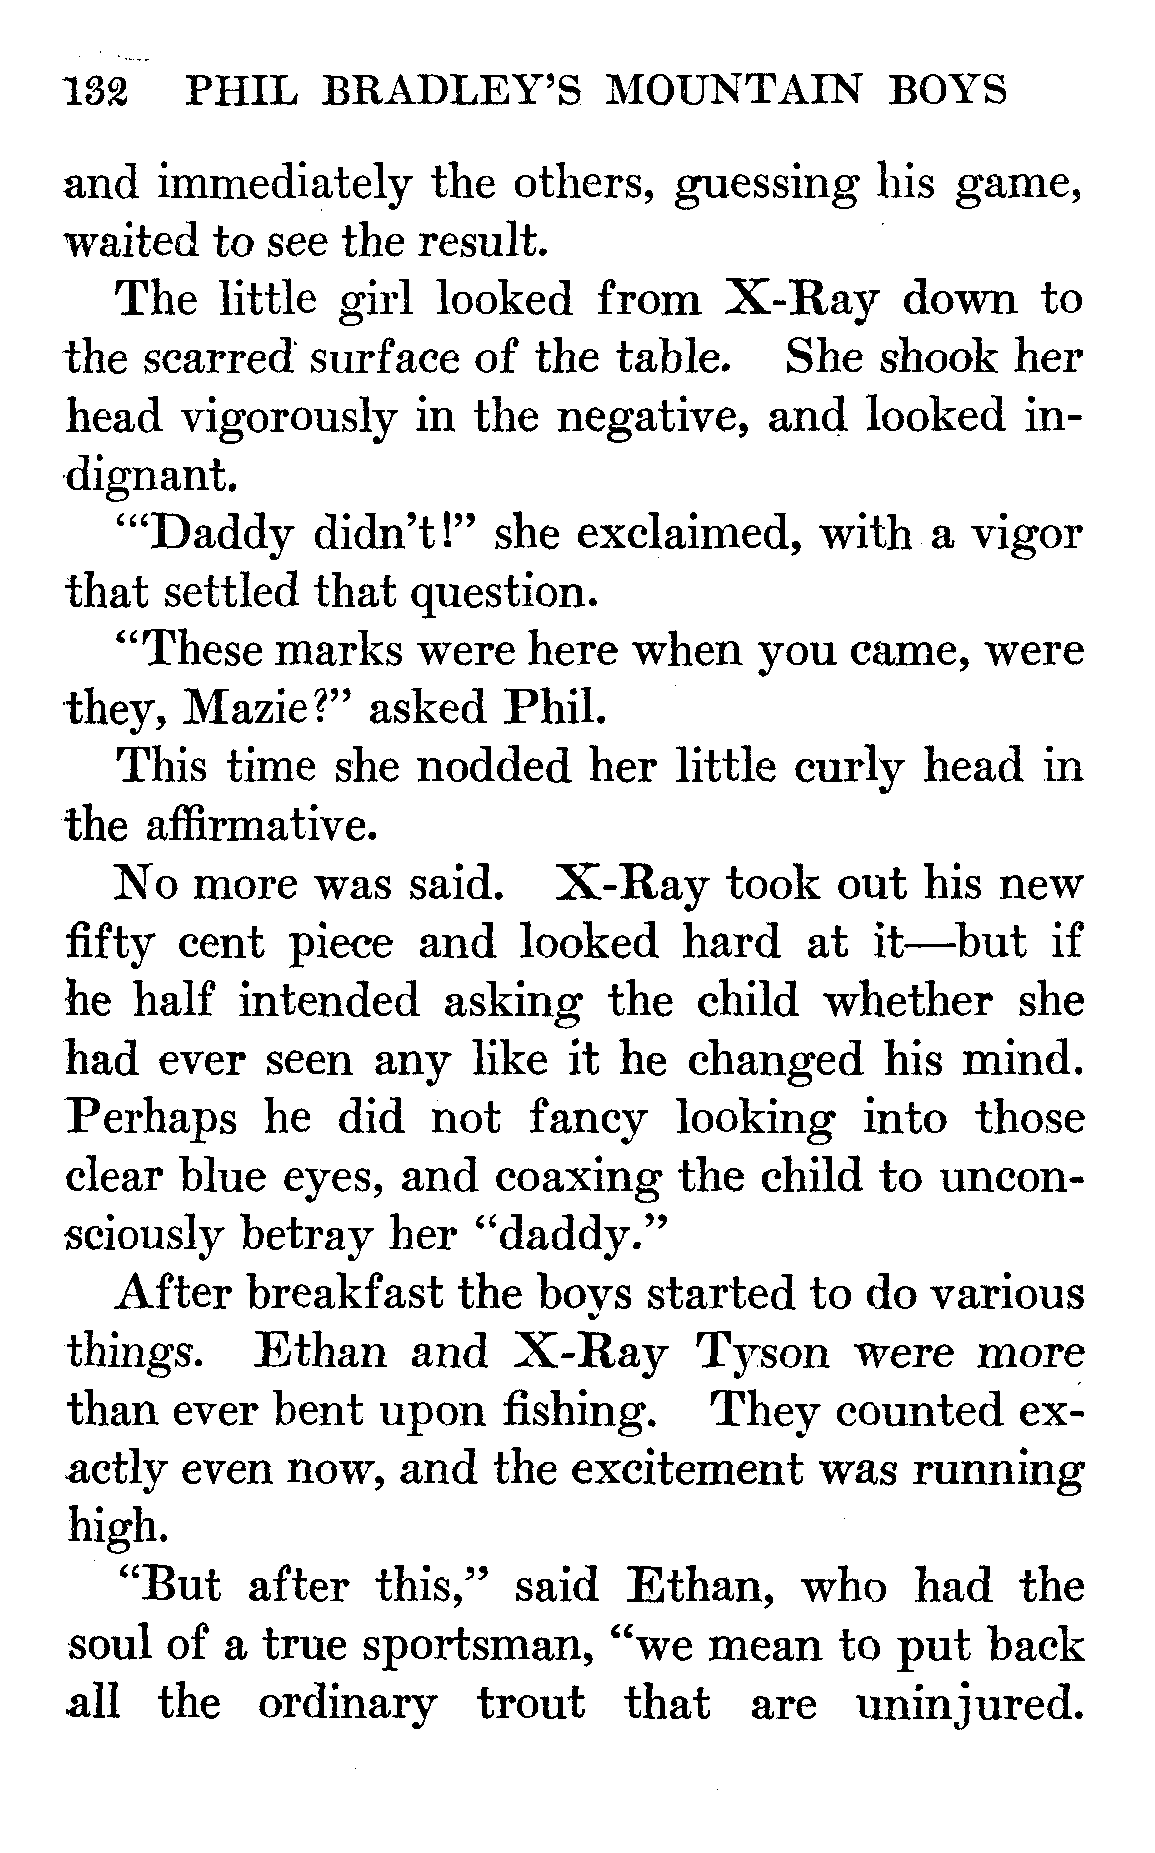 132 PHIL BRADLEY'S MOUNTAIN BOYS
and immediately the others, guessing his game,
waited to see the result.
The little girl looked from X-Ray down to
the scarred surface of the table. She shook her
head vigorously in the negative, and looked in-
dignant.
“‘Daddy didn’t!” she exclaimed, with a vigor
that settled that question.
“These marks were here when you came, were
they, Mazie?” asked Phil.
This time she nodded her little curly head in
the affirmative.
No more was said. X-Ray took out his new
fifty cent piece and looked hard at it—but if
he half intended asking the child whether she
had ever seen any like it he changed his mind.
Perhaps he did not fancy looking into those
clear blue eyes, and coaxing the child to uncon-
sciously betray her “daddy.”
After breakfast the boys started to do various
things. Ethan and X-Ray Tyson were more
than ever bent upon fishing. They counted ex-
actly even now, and the excitement was running
high.
“But after this,” said Ethan, who had the
soul of a true sportsman, “we mean to put back
all the ordinary trout that are uninjured.